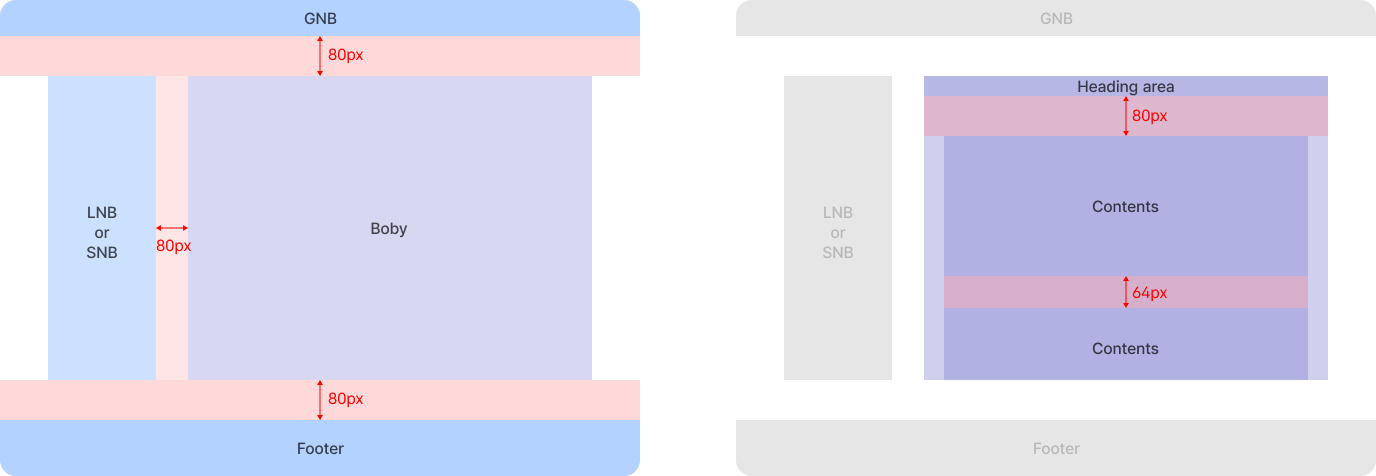 GNB
80px
LNB
or
SNB
80px
Boby
80px
Footer
GNB
Heading area
80px
LNB
or
SNB
Contents
64px
Contents
Footer